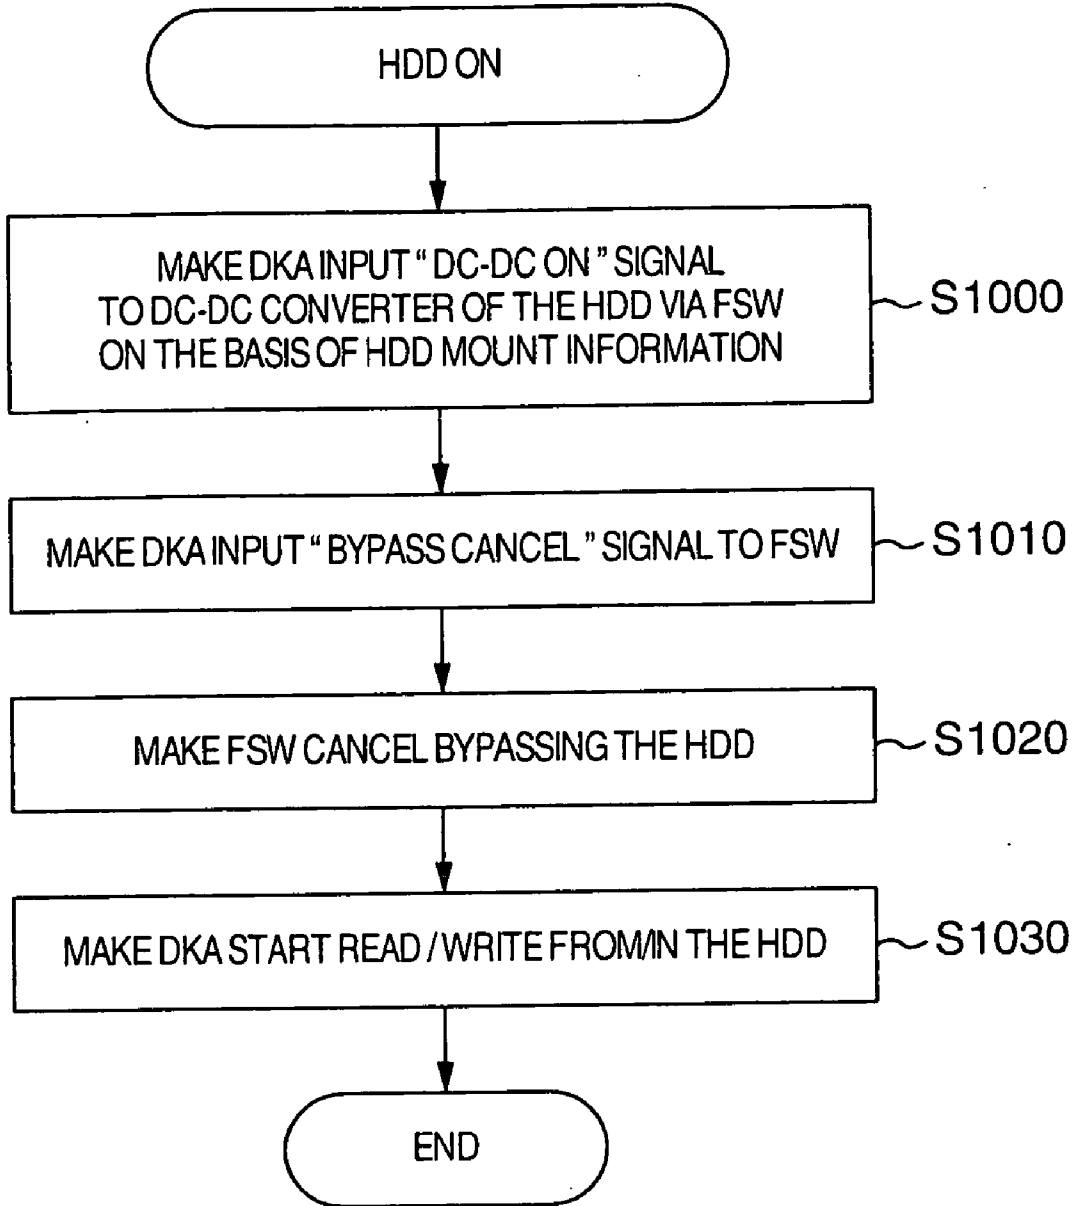 HDD ON
MAKE DKA INPUT “ DC-DC ON ” SIGNAL
TO DC-DC CONVERTER OF THE HDD VIA FSW
ON THE BASIS OF HDD MOUNT INFORMATION
S1000
MAKE DKA INPUT “ BYPASS CANCEL ” SIGNAL TO FSW
S1010
MAKE FSW CANCEL BYPASSING THE HDD
S1020
MAKE DKA START READ / WRITE FROM/IN THE HDD
S1030
END